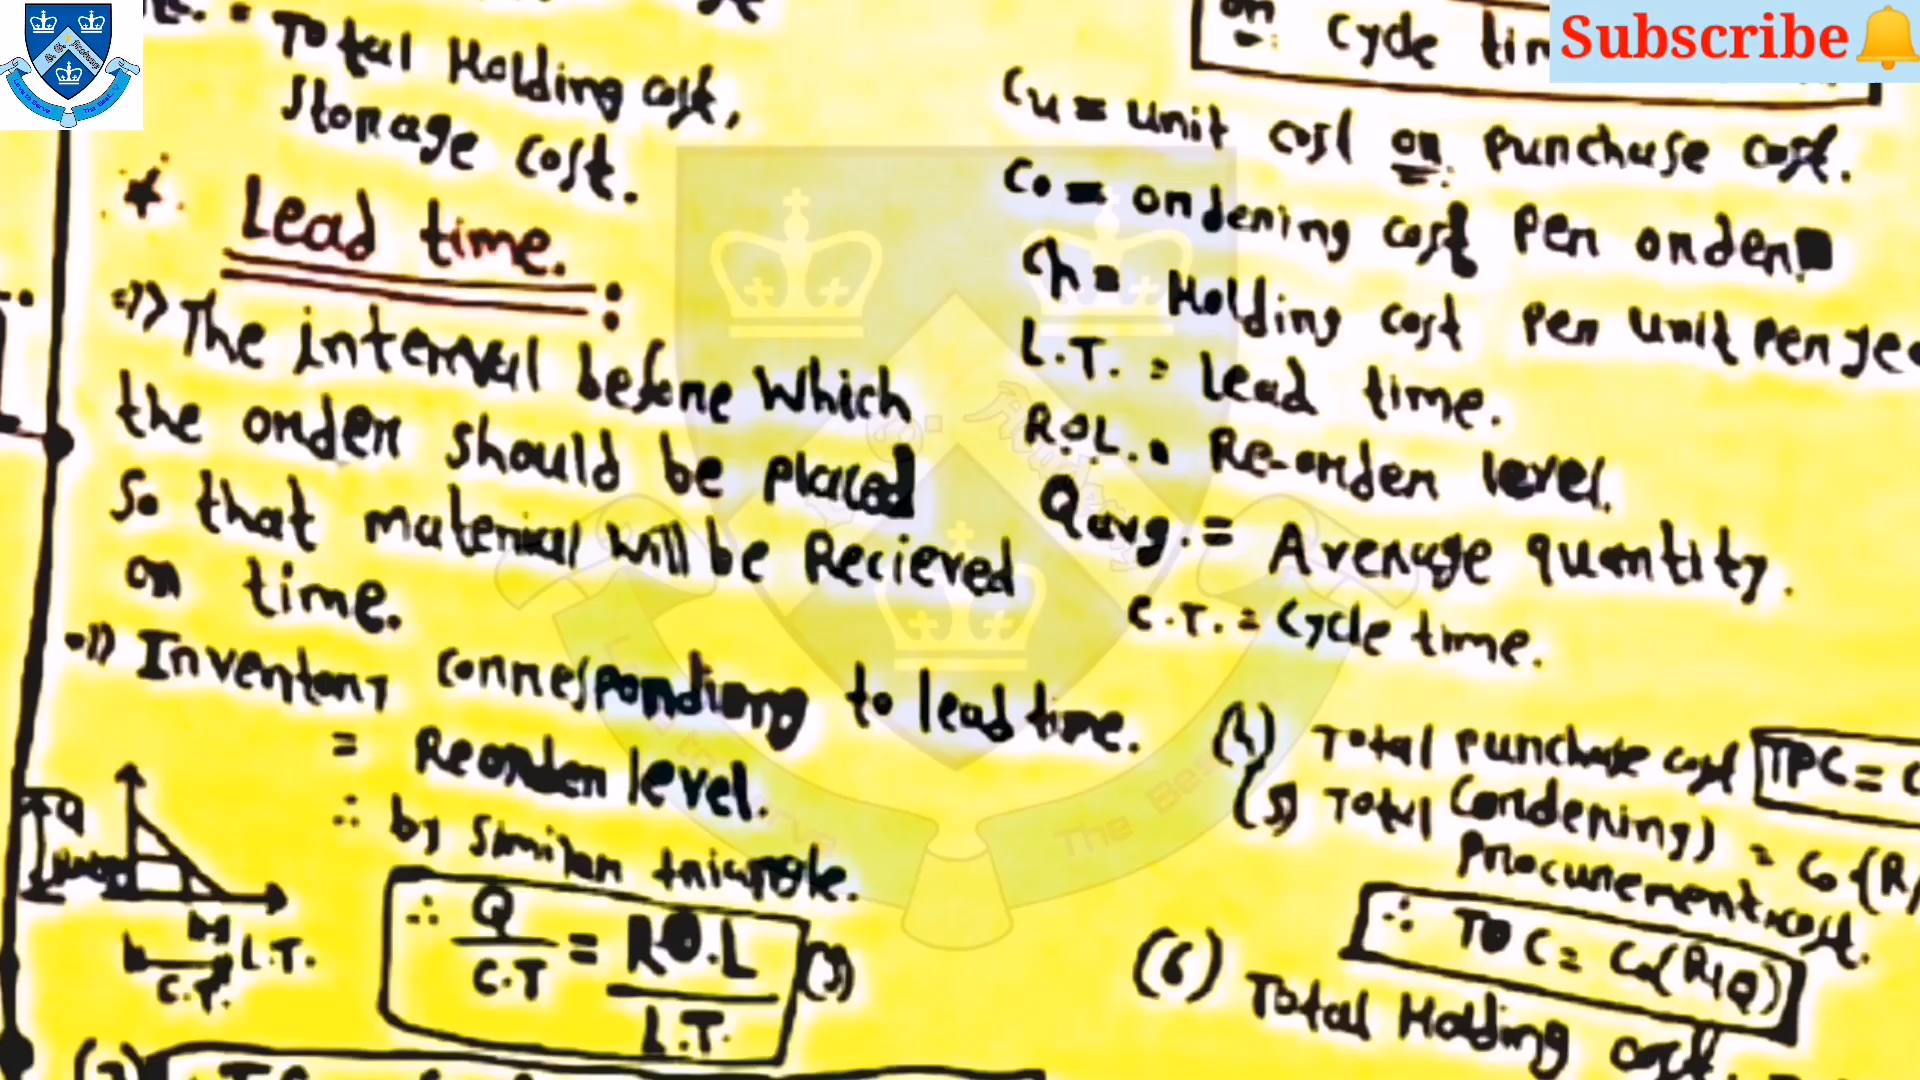 Total Holding cost,
Storage cost.
Lead time.:
=>> The interval before which
the order should be placed
So that material will be Recieved
on time.
Inventory corresponding to lead time.
= Reorder level.
∴ by similar triangle.
∴ Q/C.T = R.O.L/L.T. (3)
Q
L.T.
C.T.
or cycle
Subscribe
Cu = unit cost or purchase cost.
Co = ordering cost per order
Ch = Holding cost per unit per
L.T. = Lead time.
R.O.L. = Re-order level.
Qavg. = Average quantity.
C.T. = Cycle time.
(4) Total purchase cost TPC =
(5) Total (ordering)
Procurement cost.
∴ TOC = Co(R/Q)
(6) Total Holding cost